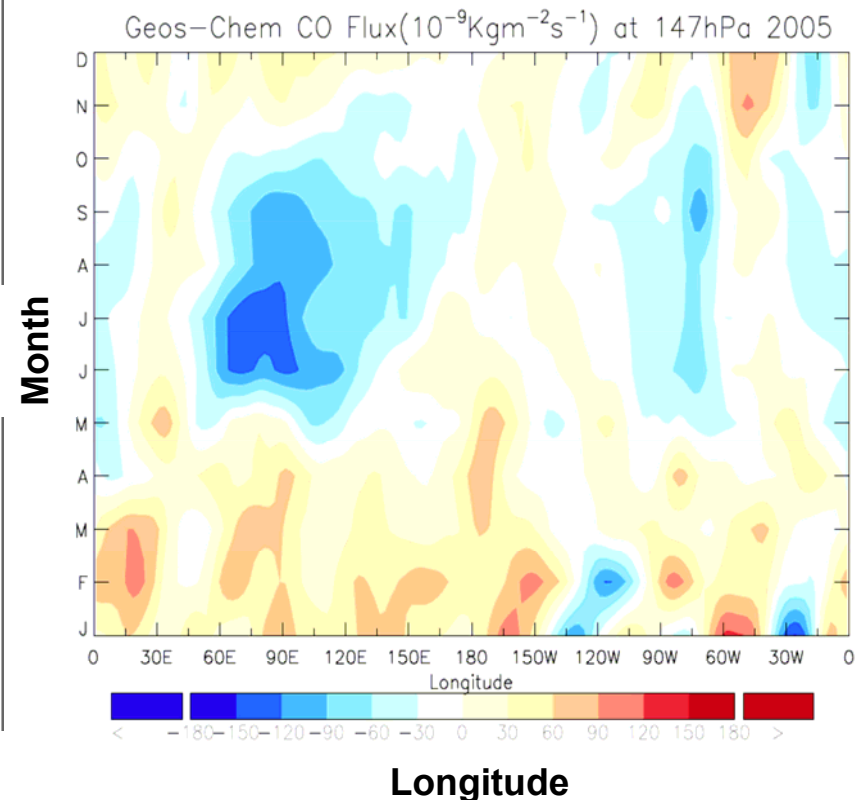 Geos-Chem CO Flux(10⁻⁹Kgm⁻²s⁻¹) at 147hPa 2005
D
N
O
S
A
J
J
M
A
M
F
J
Month
0 30E 60E 90E 120E 150E 180 150W 120W 90W 60W 30W 0
Longitude
< -180 -150 -120 -90 -60 -30 0 30 60 90 120 150 180 >
Longitude